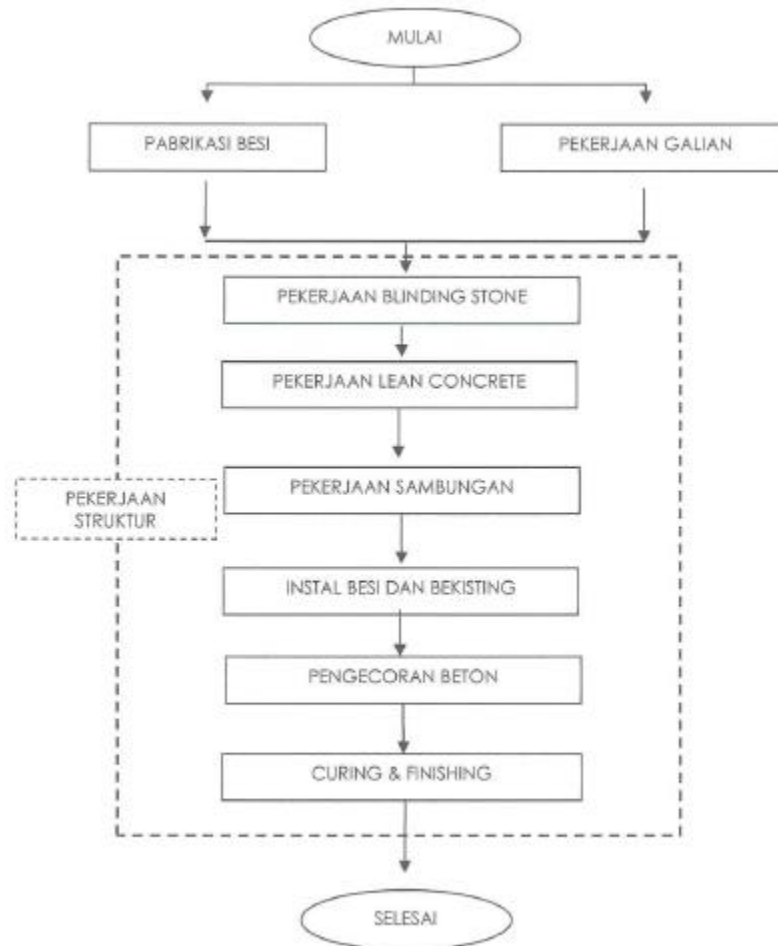 MULAI
PABRIKASI BESI
PEKERJAAN GALIAN
PEKERJAAN BLINDING STONE
PEKERJAAN LEAN CONCRETE
PEKERJAAN SAMBUNGAN
PEKERJAAN
STRUKTUR
INSTAL BESI DAN BEKISTING
PENGECORAN BETON
CURING & FINISHING
SELESAI